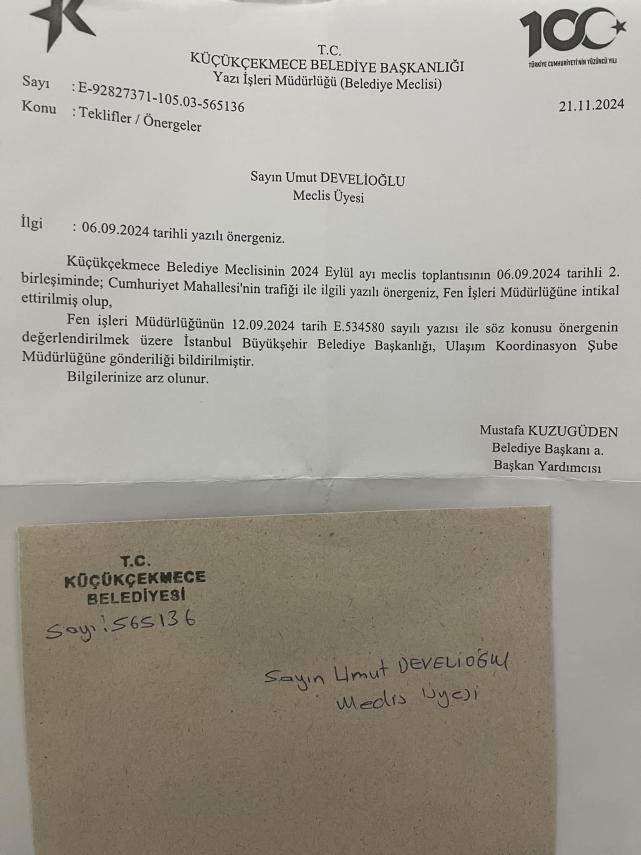 100
TÜRKİYE CUMHURİYETİ'NİN YÜZÜNCÜ YILI
T.C.
KÜÇÜKÇEKMECE BELEDİYE BAŞKANLIĞI
Yazı İşleri Müdürlüğü (Belediye Meclisi)
Sayı : E-92827371-105.03-565136
21.11.2024
Konu : Teklifler / Önergeler
Sayın Umut DEVELİOĞLU
Meclis Üyesi
İlgi : 06.09.2024 tarihli yazılı önergeniz.
Küçükçekmece Belediye Meclisinin 2024 Eylül ayı meclis toplantısının 06.09.2024 tarihli 2.
birleşiminde; Cumhuriyet Mahallesi'nin trafiği ile ilgili yazılı önergeniz, Fen İşleri Müdürlüğüne intikal
ettirilmiş olup,
Fen işleri Müdürlüğünün 12.09.2024 tarih E.534580 sayılı yazısı ile söz konusu önergenin
değerlendirilmek üzere İstanbul Büyükşehir Belediye Başkanlığı, Ulaşım Koordinasyon Şube
Müdürlüğüne gönderiliği bildirilmiştir.
Bilgilerinize arz olunur.
Mustafa KUZUGÜDEN
Belediye Başkanı a.
Başkan Yardımcısı
T.C.
KÜÇÜKÇEKMECE
BELEDİYESİ
Sayı: 565136
Sayın Umut DEVELİOĞLU
Meclis Üyesi